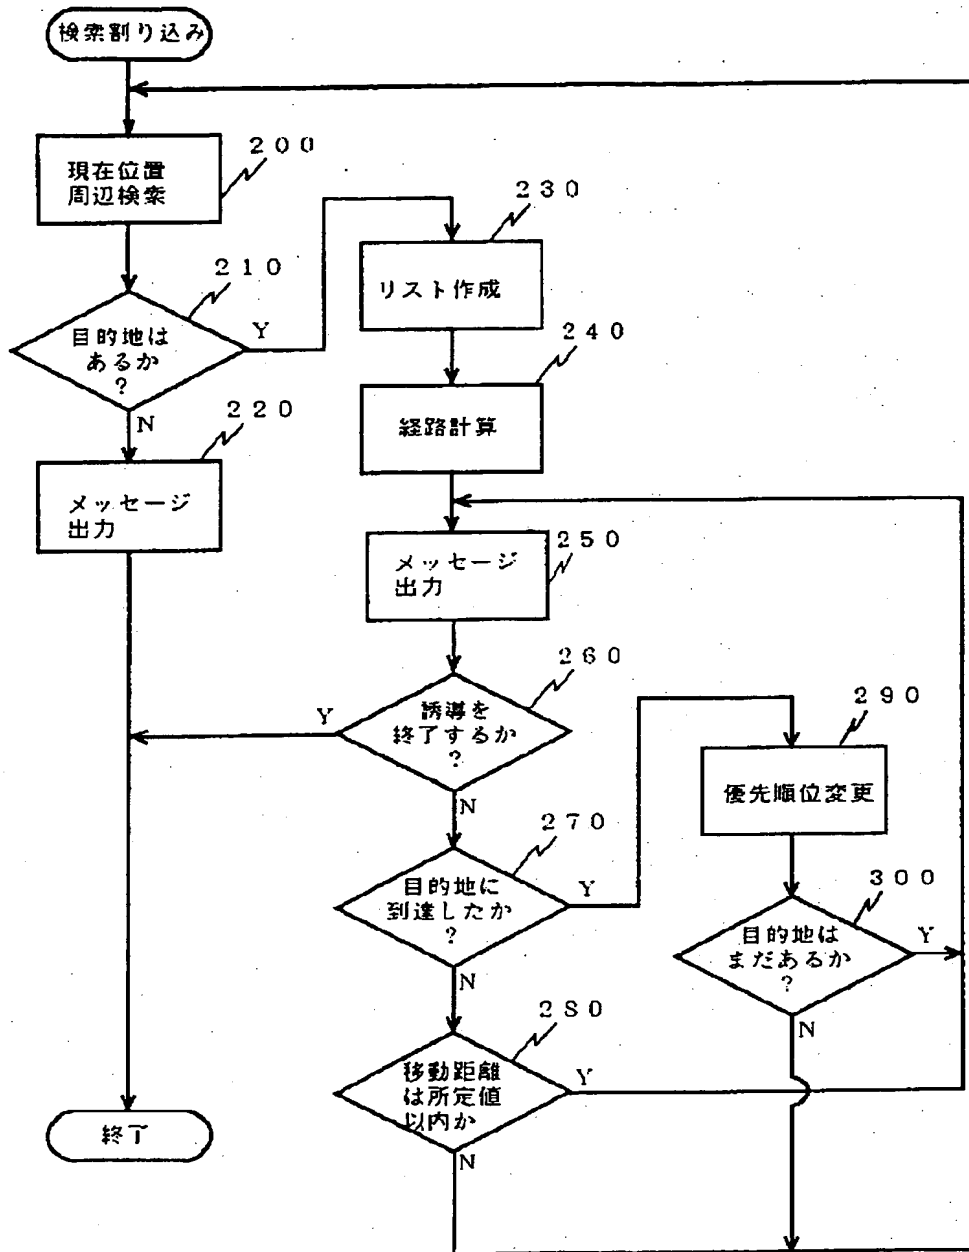 検索割り込み
200
現在位置
周辺検索
210
目的地は
あるか
?
Y
N
220
メッセージ
出力
230
リスト作成
240
経路計算
250
メッセージ
出力
260
誘導を
終了するか
?
Y
N
270
目的地に
到達したか
?
Y
N
280
移動距離
は所定値
以内か
Y
N
290
優先順位変更
300
目的地は
まだあるか
?
Y
N
終了